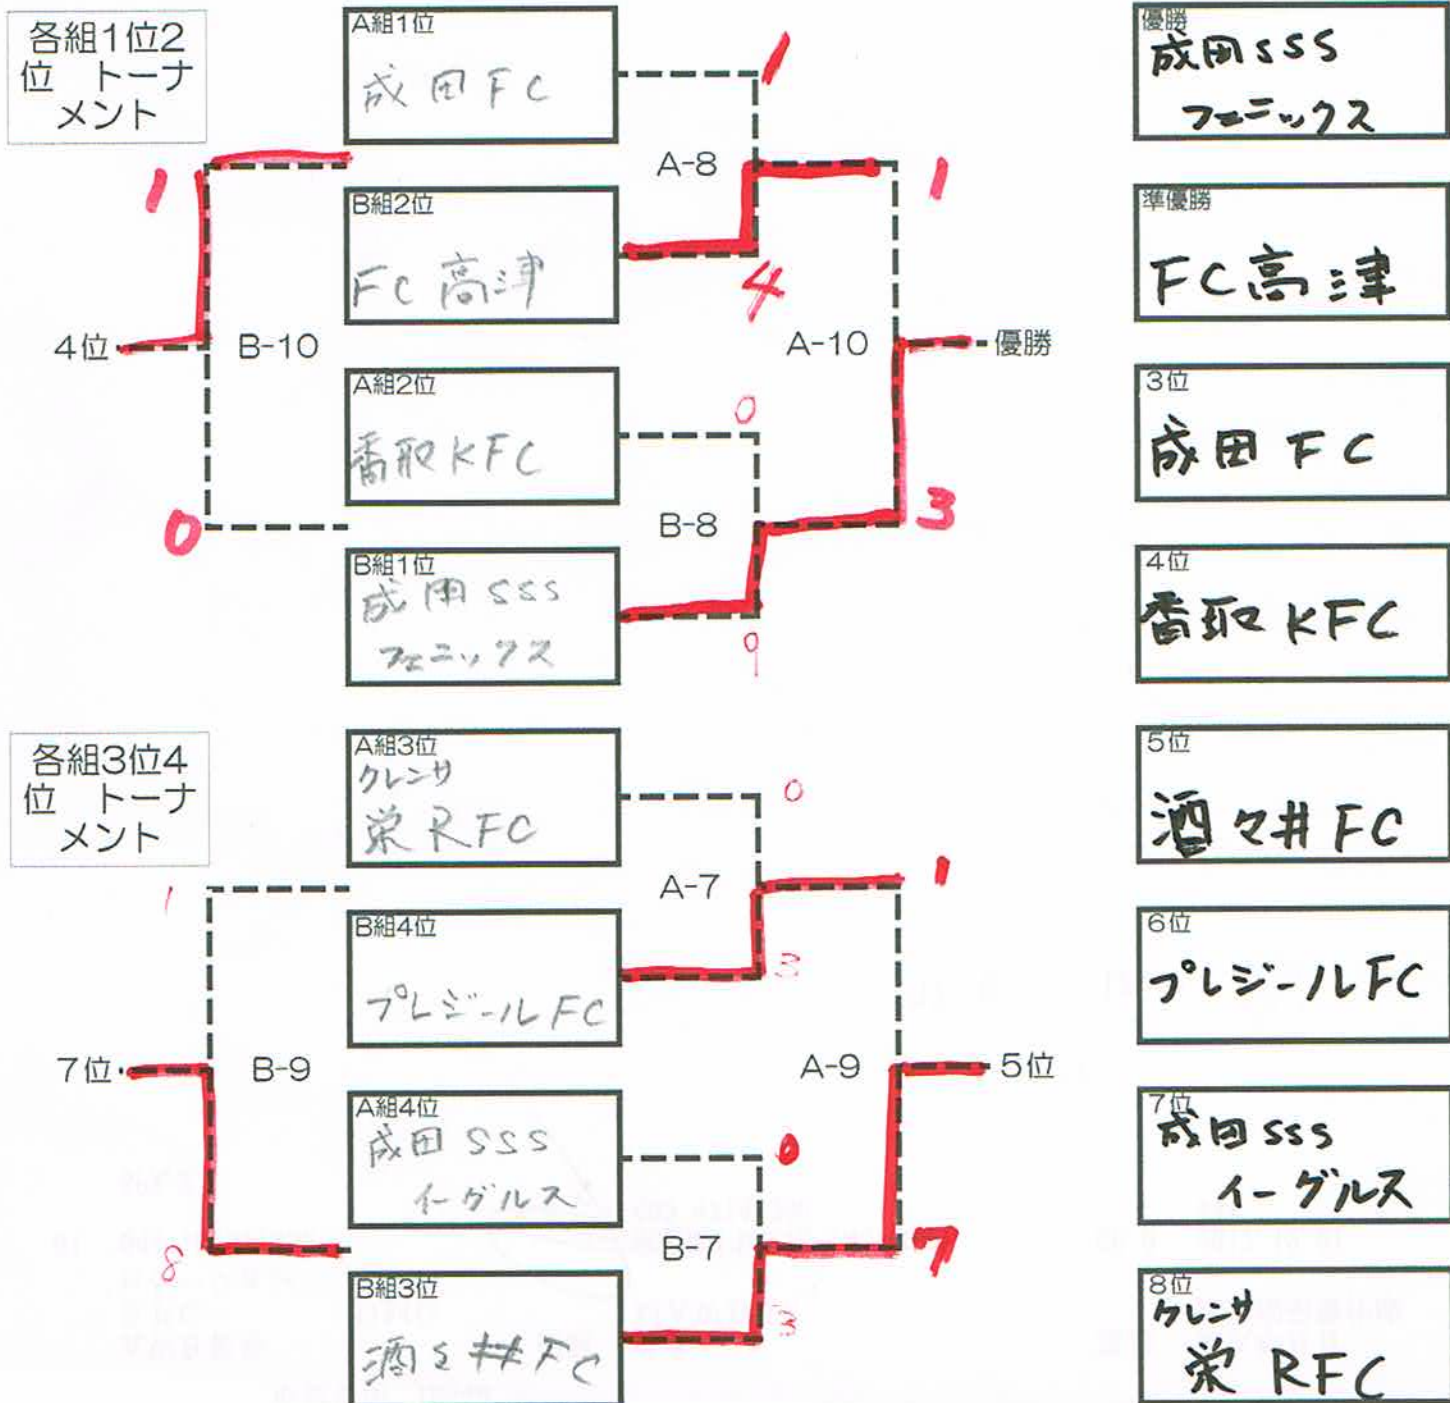 各組1位2
位 トーナ
メント
A組1位
成田FC
1
A-8
B組2位
FC高津
4
1
1
4位
B-10
0
A組2位
香取KFC
0
B-8
B組1位
成田SSS
フェニックス
9
A-10
優勝
3
優勝
成田SSS
フェニックス
準優勝
FC高津
3位
成田FC
4位
香取KFC
各組3位4
位 トーナ
メント
A組3位
クレンサ
栄RFC
0
A-7
B組4位
プレジールFC
3
1
1
7位
B-9
8
A組4位
成田SSS
イーグルス
0
B-7
B組3位
酒々井FC
3
A-9
5位
7
5位
酒々井FC
6位
プレジールFC
7位
成田SSS
イーグルス
8位
クレンサ
栄RFC